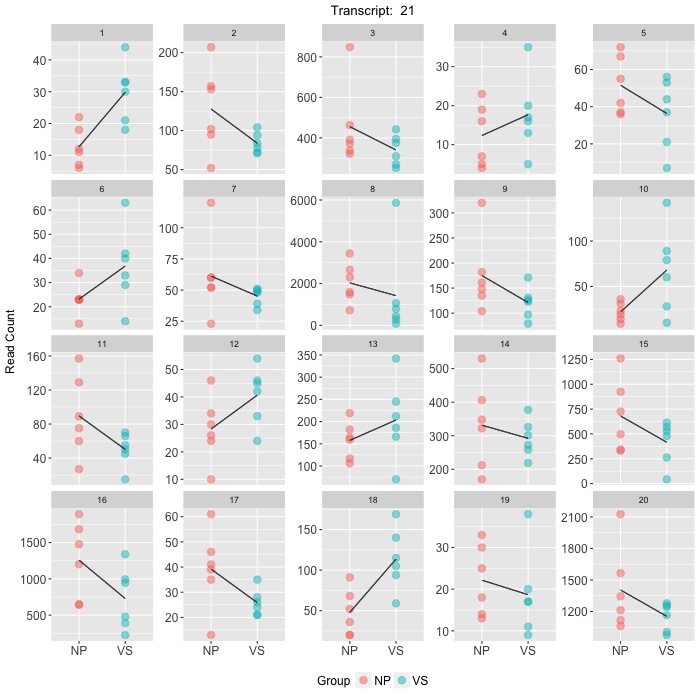 Transcript: 21
1 2 3 4 5
40 30 20 10
200 150 100 50
800 600 400
30 20 10
60 40 20
6 7 8 9 10
60 50 40 30 20
100 75 50 25
6000 4000 2000 0
300 250 200 150 100
100 50
Read Count
11 12 13 14 15
160 120 80 40
50 40 30 20 10
350 300 250 200 150 100
500 400 300 200
1250 1000 750 500 250 0
16 17 18 19 20
1500 1000 500
60 50 40 30 20
150 100 50
30 20 10
2100 1800 1500 1200
NP VS NP VS NP VS NP VS NP VS
Group NP VS